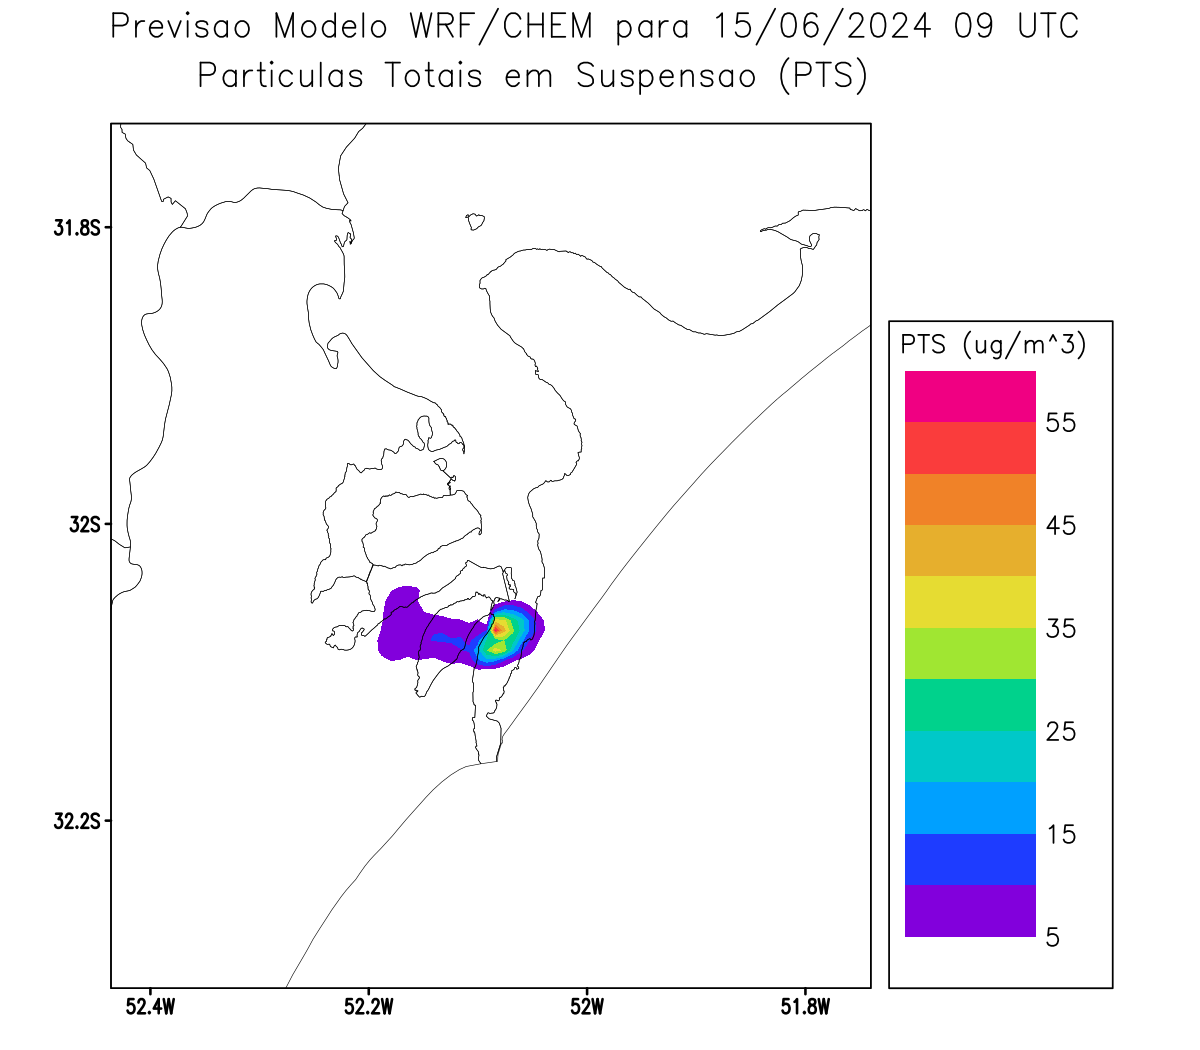 Previsao Modelo WRF/CHEM para 15/06/2024 09 UTC
Particulas Totais em Suspensao (PTS)
31.8S
32S
32.2S
52.4W
52.2W
52W
51.8W
PTS (ug/m^3)
55
45
35
25
15
5